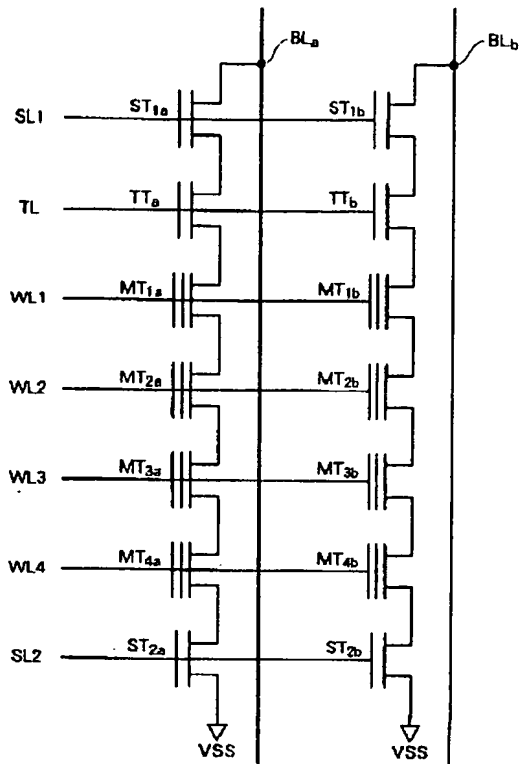 BLa BLb
SL1 ST1a ST1b
TL TTa TTb
WL1 MT1a MT1b
WL2 MT2a MT2b
WL3 MT3a MT3b
WL4 MT4a MT4b
SL2 ST2a ST2b
VSS VSS